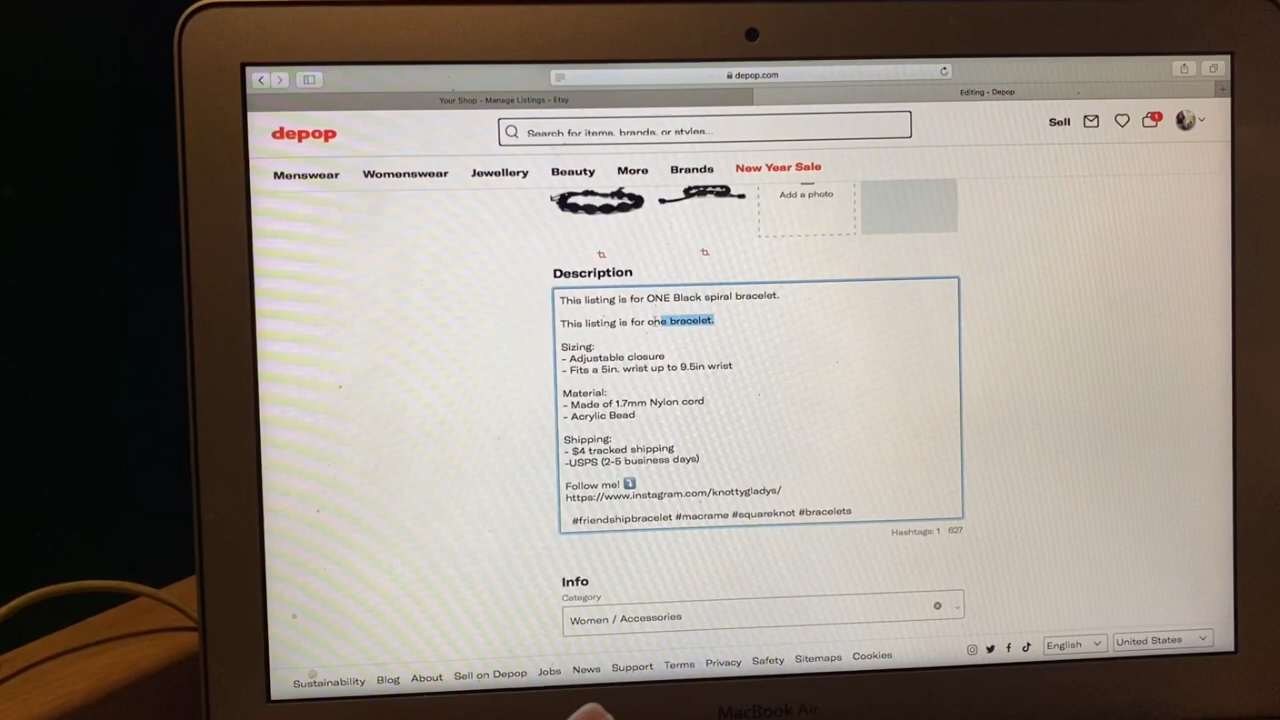 depop.com
Your Shop - Manage Listings - Etsy
Editing - Depop
depop
Search for items, brands, or styles...
Sell
1
Menswear Womenswear Jewellery Beauty More Brands New Year Sale
Add a photo
Description
This listing is for ONE Black spiral bracelet.
This listing is for one bracelet.
Sizing:
- Adjustable closure
- Fits a 5in. wrist up to 9.5in wrist
Material:
- Made of 1.7mm Nylon cord
- Acrylic Bead
Shipping:
- $4 tracked shipping
-USPS (2-5 business days)
Follow me! ⤵️
https://www.instagram.com/knottygladys/
#friendshipbracelet #macrame #squareknot #bracelets
Hashtags: 1 627
Info
Category
Women / Accessories
English
United States
Sustainability Blog About Sell on Depop Jobs News Support Terms Privacy Safety Sitemaps Cookies
MacBook Air